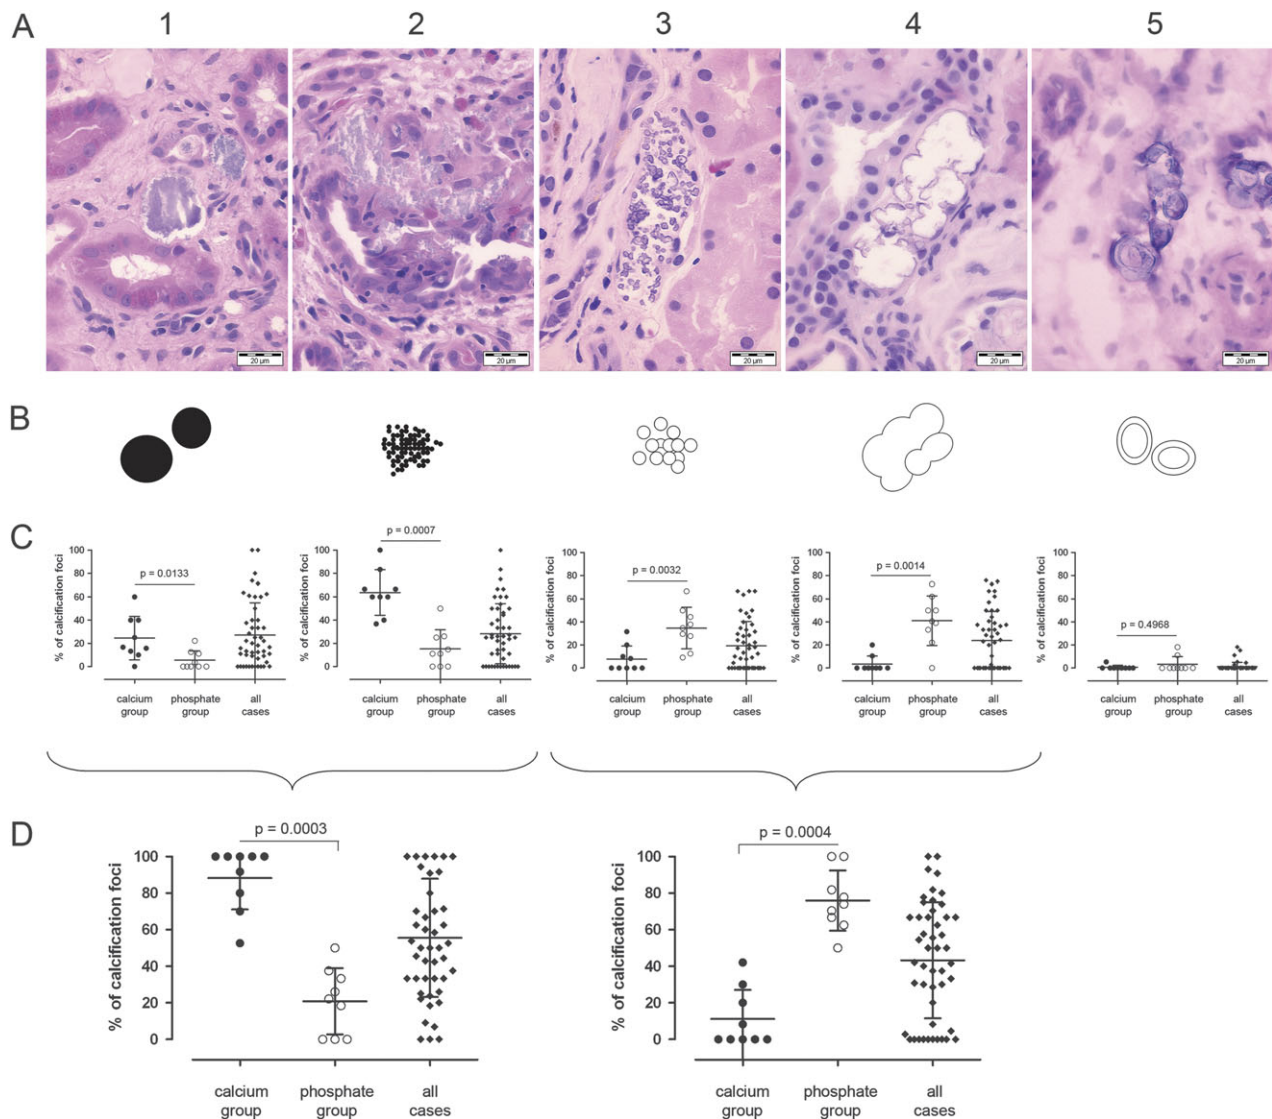 A 1 2 3 4 5
20 µm 20 µm 20 µm 20 µm 20 µm
B
C
% of calcification foci
100
80
60
40
20
0
p = 0.0133
calcium group
phosphate group
all cases
% of calcification foci
100
80
60
40
20
0
p = 0.0007
calcium group
phosphate group
all cases
% of calcification foci
100
80
60
40
20
0
p = 0.0032
calcium group
phosphate group
all cases
% of calcification foci
100
80
60
40
20
0
p = 0.0014
calcium group
phosphate group
all cases
% of calcification foci
100
80
60
40
20
0
p = 0.4968
calcium group
phosphate group
all cases
D
% of calcification foci
100
80
60
40
20
0
p = 0.0003
calcium group
phosphate group
all cases
% of calcification foci
100
80
60
40
20
0
p = 0.0004
calcium group
phosphate group
all cases